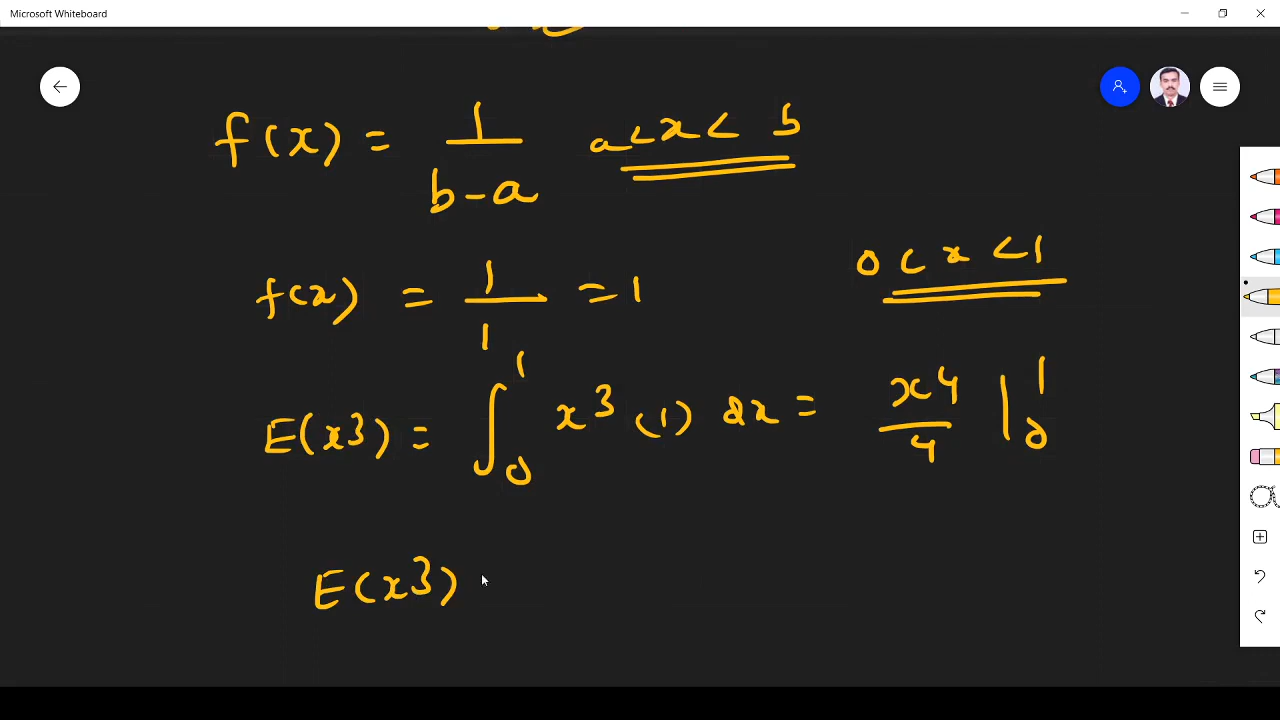 Microsoft Whiteboard
f(x) = 1/(b-a) a<x< b
f(x) = 1/1 = 1 0<x<1
E(x3) = ∫₀¹ x³ (1) dx = x⁴/4 |₀¹
E(x3)